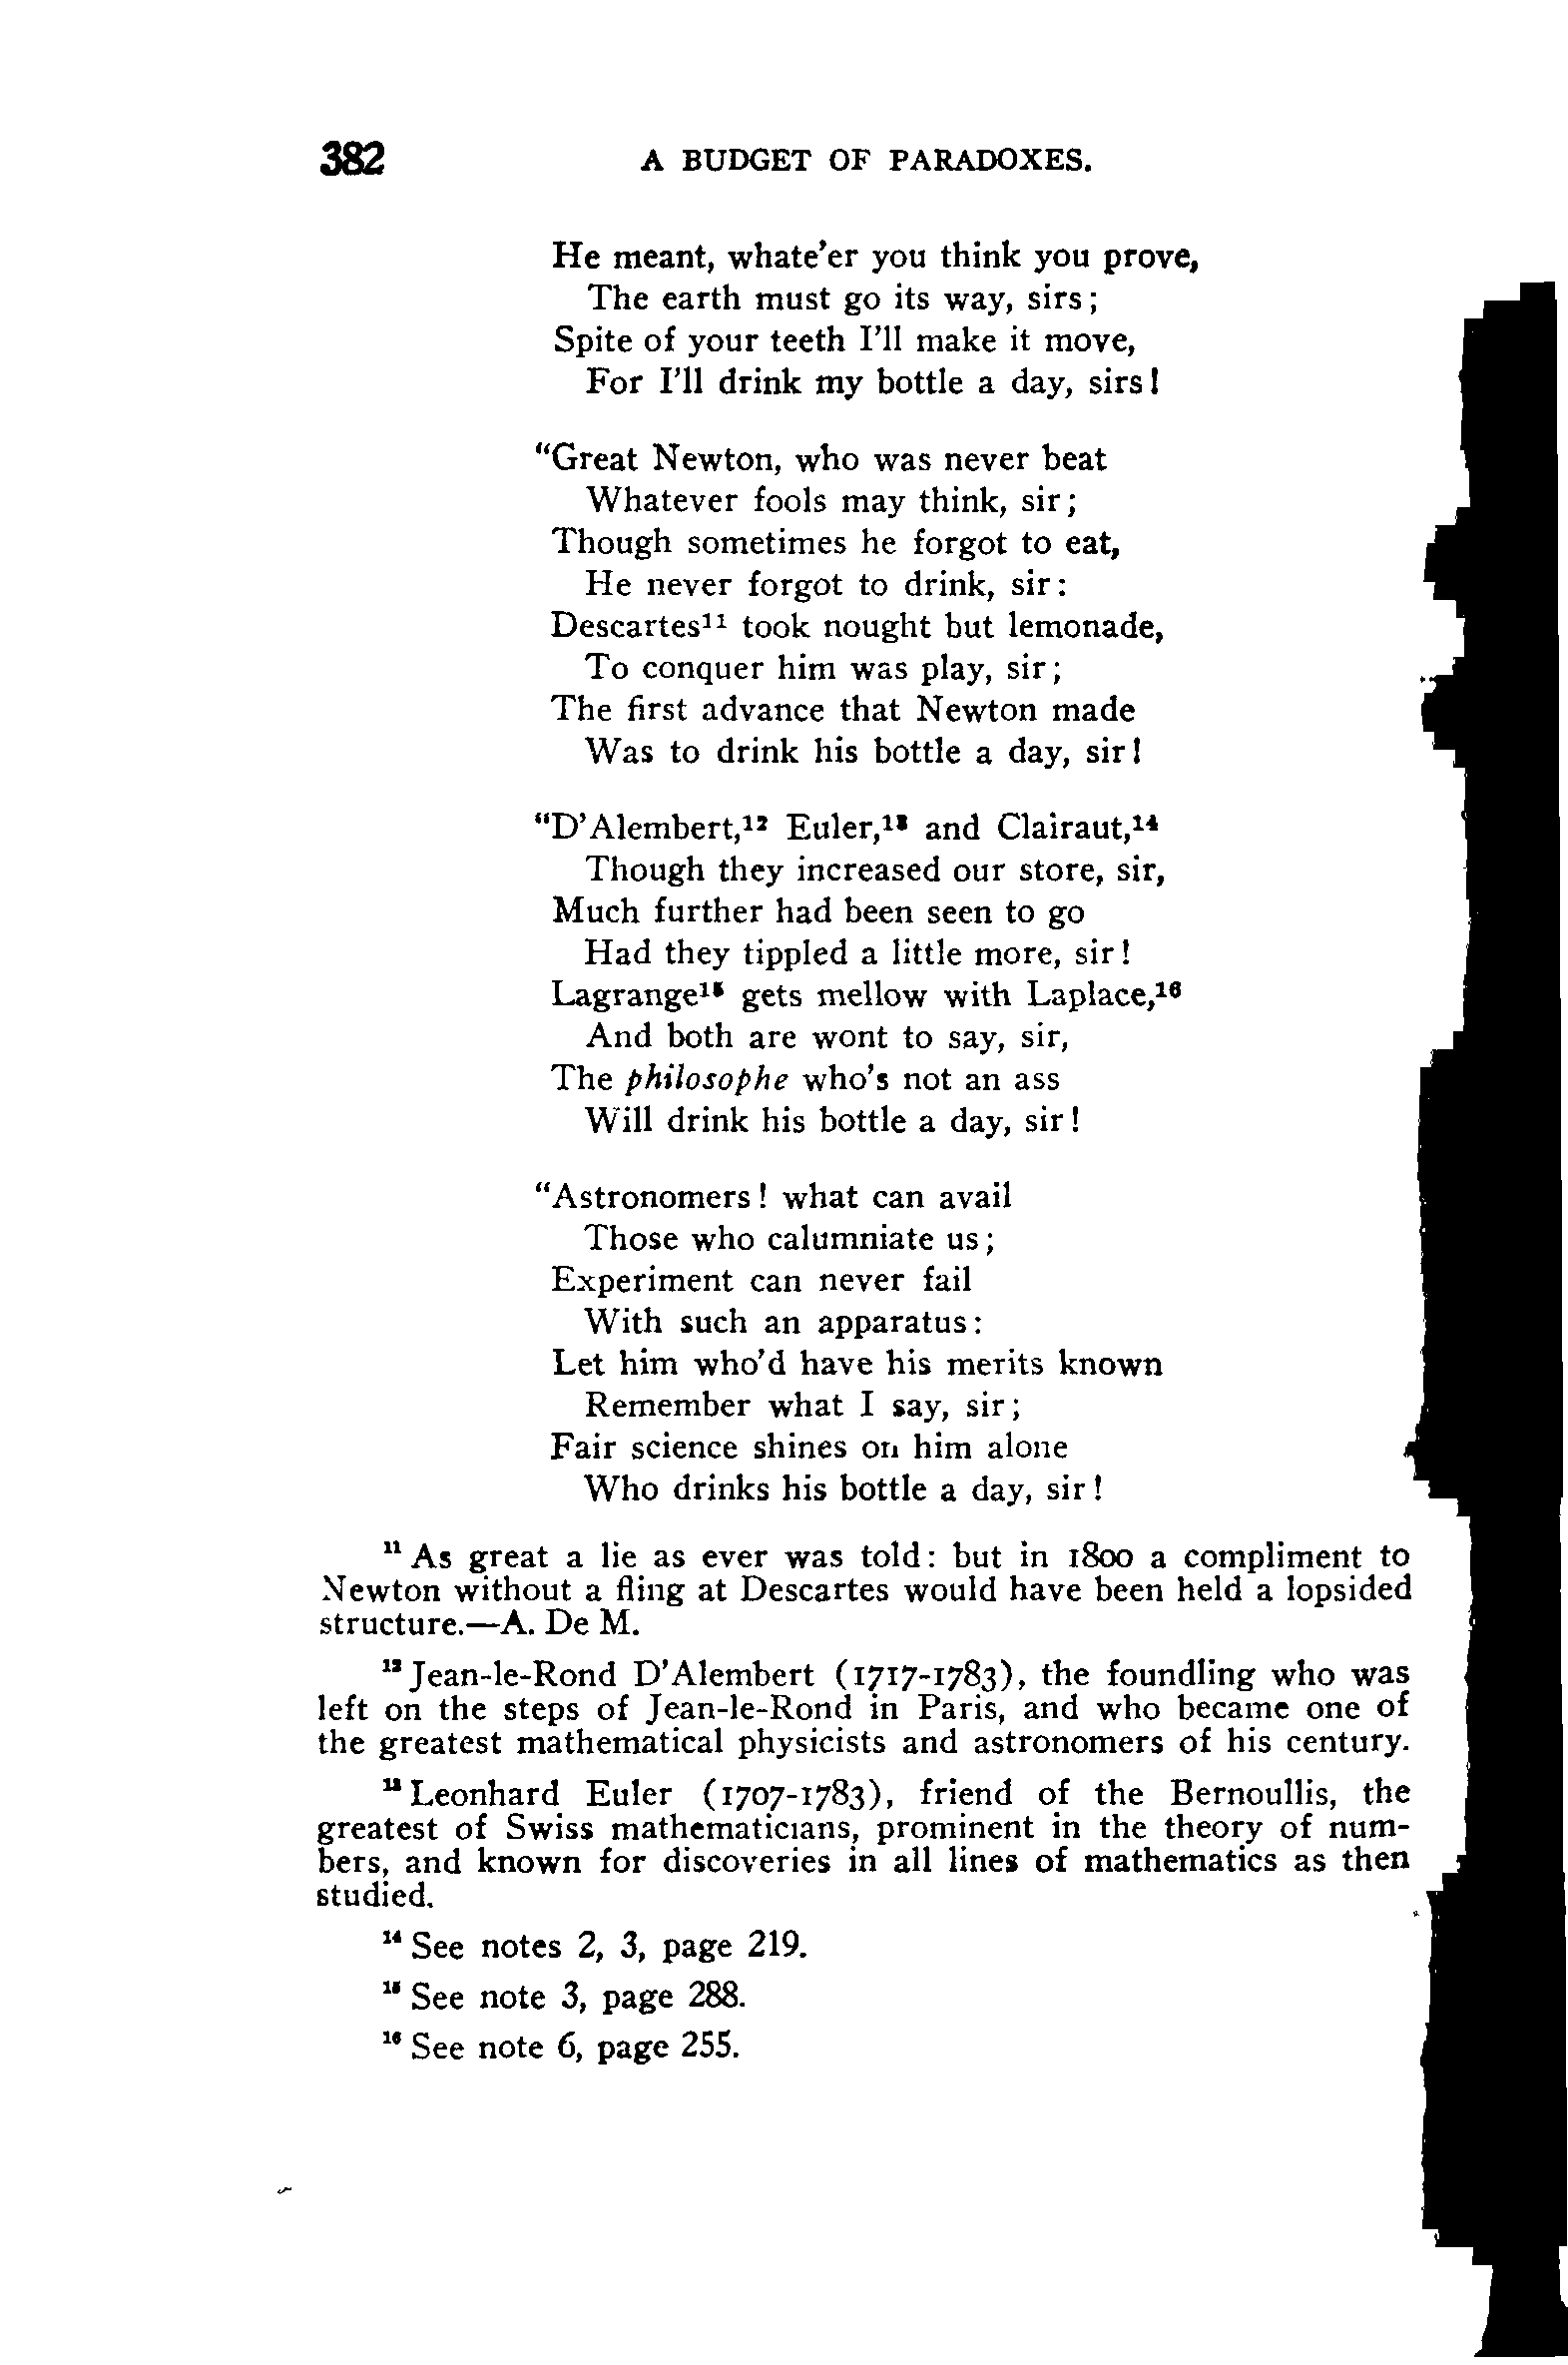 382 A BUDGET OF PARADOXES.
He meant, whate'er you think you prove,
The earth must go its way, sirs;
Spite of your teeth I'll make it move,
For I'll drink my bottle a day, sirs!
"Great Newton, who was never beat
Whatever fools may think, sir;
Though sometimes he forgot to eat,
He never forgot to drink, sir:
Descartes¹¹ took nought but lemonade,
To conquer him was play, sir;
The first advance that Newton made
Was to drink his bottle a day, sir!
"D'Alembert,¹² Euler,¹³ and Clairaut,¹⁴
Though they increased our store, sir,
Much further had been seen to go
Had they tippled a little more, sir!
Lagrange¹⁵ gets mellow with Laplace,¹⁶
And both are wont to say, sir,
The philosophe who's not an ass
Will drink his bottle a day, sir!
"Astronomers! what can avail
Those who calumniate us;
Experiment can never fail
With such an apparatus:
Let him who'd have his merits known
Remember what I say, sir;
Fair science shines on him alone
Who drinks his bottle a day, sir!
¹¹ As great a lie as ever was told: but in 1800 a compliment to
Newton without a fling at Descartes would have been held a lopsided
structure.—A. De M.
¹² Jean-le-Rond D'Alembert (1717-1783), the foundling who was
left on the steps of Jean-le-Rond in Paris, and who became one of
the greatest mathematical physicists and astronomers of his century.
¹³ Leonhard Euler (1707-1783), friend of the Bernoullis, the
greatest of Swiss mathematicians, prominent in the theory of num-
bers, and known for discoveries in all lines of mathematics as then
studied.
¹⁴ See notes 2, 3, page 219.
¹⁵ See note 3, page 288.
¹⁶ See note 6, page 255.